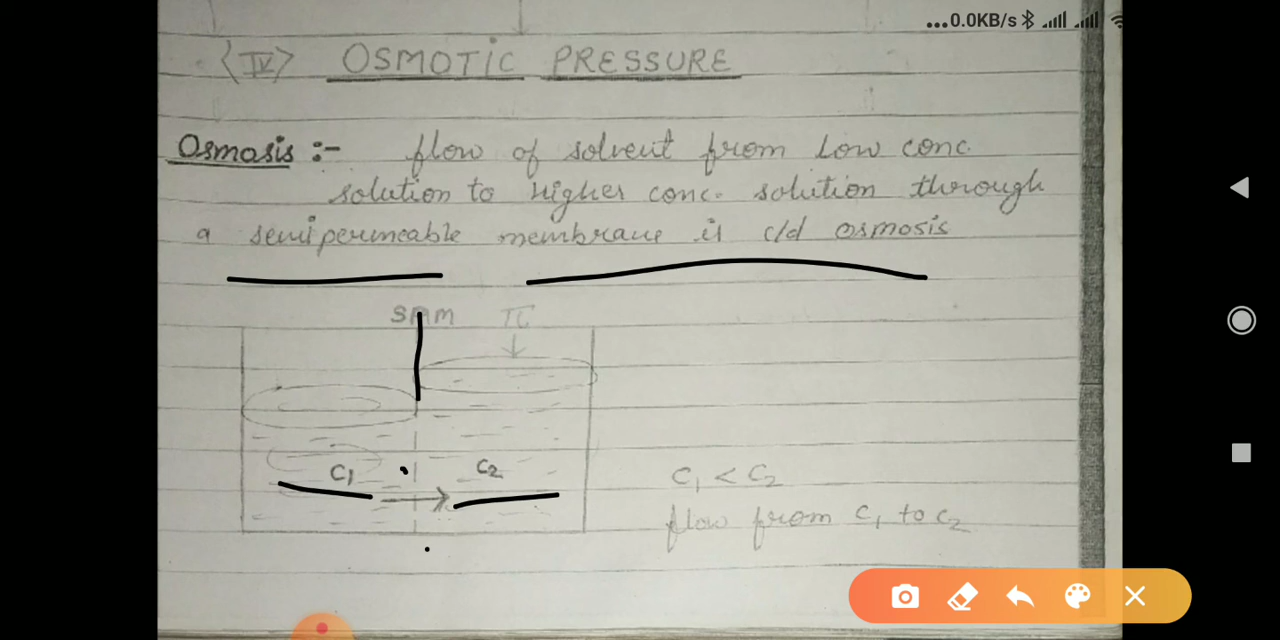 ...0.0KB/s
<IV> OSMOTIC PRESSURE
Osmosis :- flow of solvent from Low conc.
solution to Higher conc. solution through
a semipermeable membrane is c/d osmosis
SPM π
C1 C2
C1 < C2
flow from C1 to C2